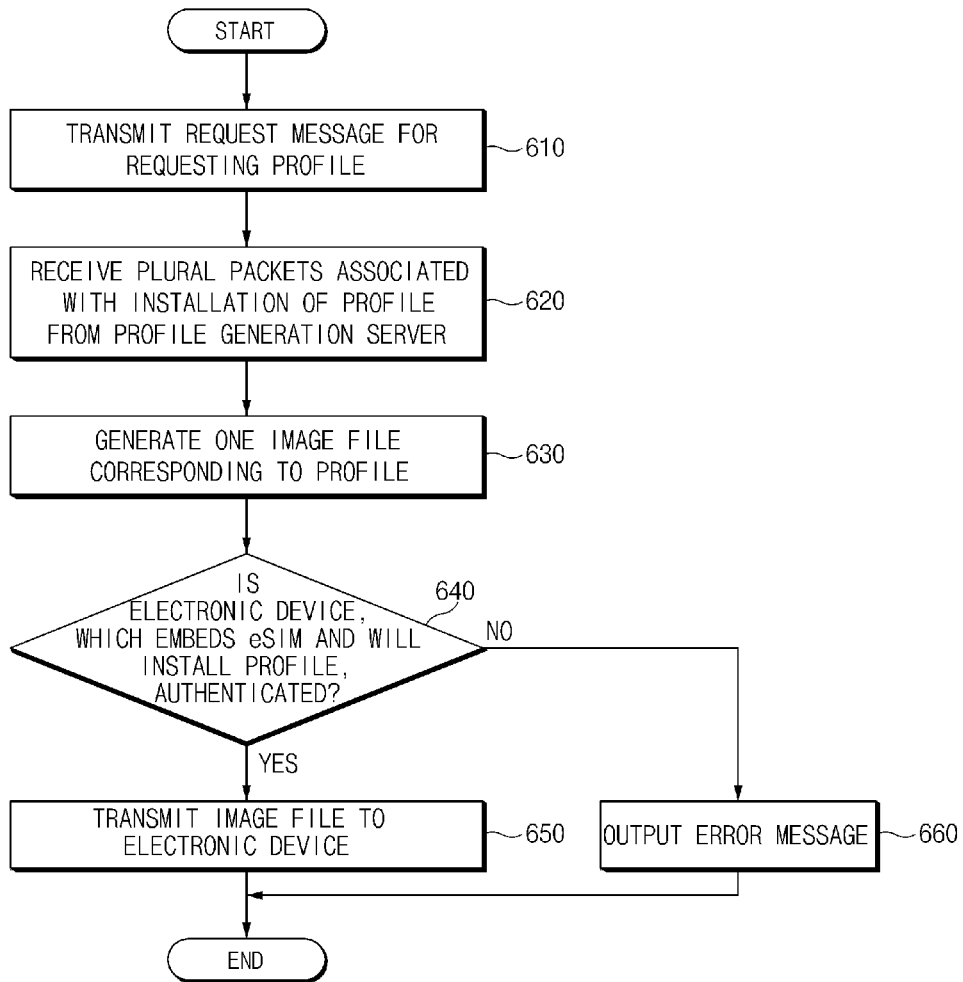 START
TRANSMIT REQUEST MESSAGE FOR
REQUESTING PROFILE
610
RECEIVE PLURAL PACKETS ASSOCIATED
WITH INSTALLATION OF PROFILE
FROM PROFILE GENERATION SERVER
620
GENERATE ONE IMAGE FILE
CORRESPONDING TO PROFILE
630
IS
ELECTRONIC DEVICE,
WHICH EMBEDS eSIM AND WILL
INSTALL PROFILE,
AUTHENTICATED?
640
NO
YES
TRANSMIT IMAGE FILE TO
ELECTRONIC DEVICE
650
OUTPUT ERROR MESSAGE
660
END